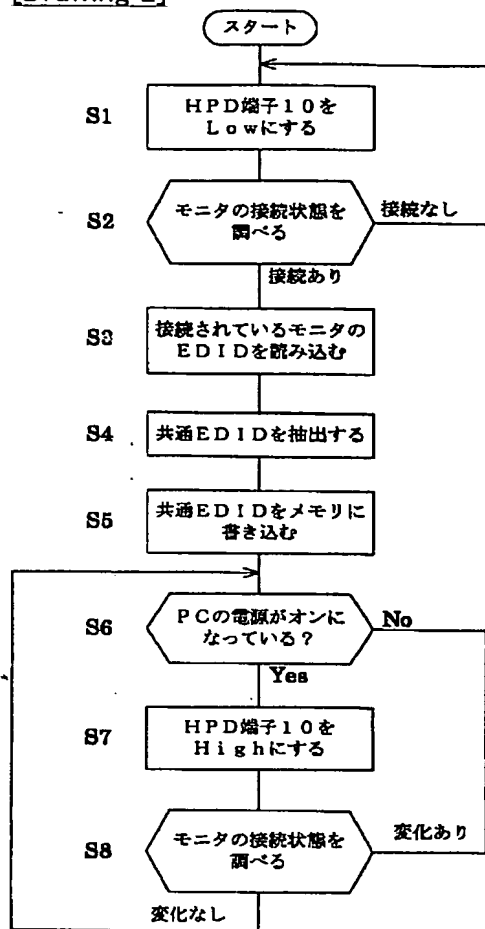 [Drawing 2]
スタート
S1
HPD端子10を
Lowにする
S2
モニタの接続状態を
調べる
接続なし
接続あり
S3
接続されているモニタの
EDIDを読み込む
S4
共通EDIDを抽出する
S5
共通EDIDをメモリに
書き込む
S6
PCの電源がオンに
なっている？
No
Yes
S7
HPD端子10を
Highにする
S8
モニタの接続状態を
調べる
変化あり
変化なし